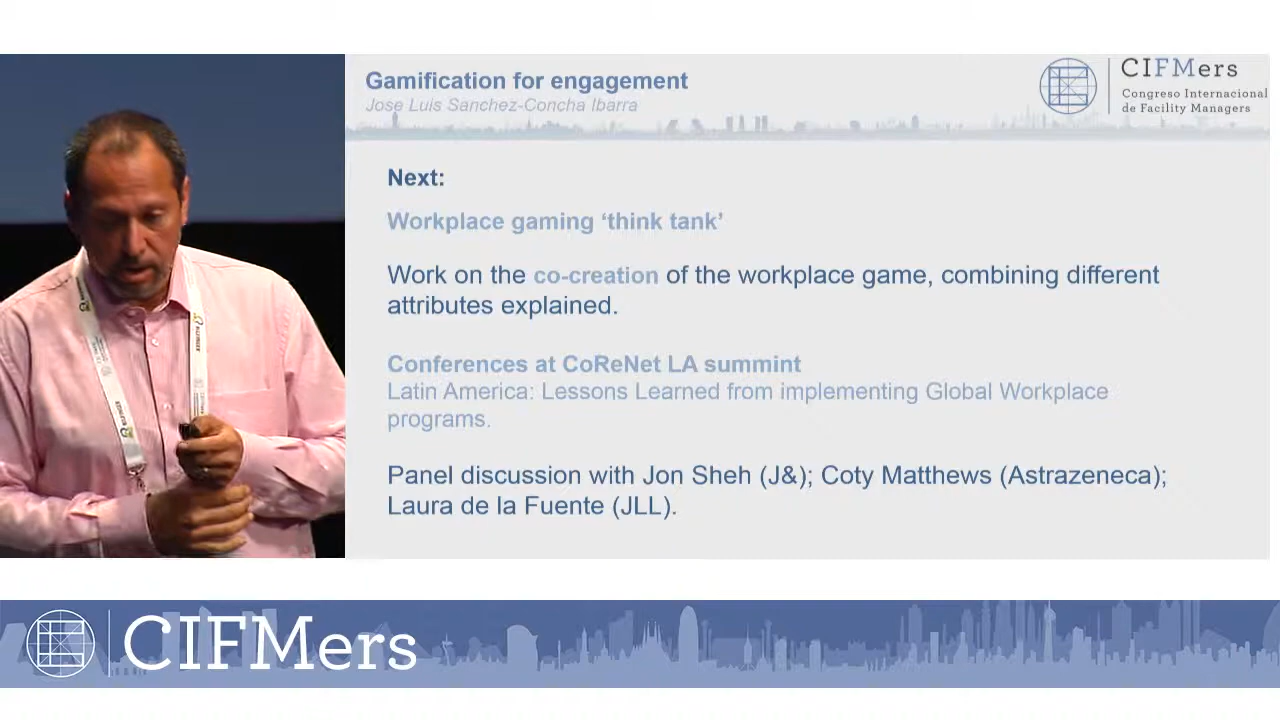 Gamification for engagement
Jose Luis Sanchez-Concha Ibarra
CIFMers
Congreso Internacional
de Facility Managers
Next:
Workplace gaming ‘think tank’
Work on the co-creation of the workplace game, combining different
attributes explained.
Conferences at CoReNet LA summint
Latin America: Lessons Learned from implementing Global Workplace
programs.
Panel discussion with Jon Sheh (J&); Coty Matthews (Astrazeneca);
Laura de la Fuente (JLL).
CIFMers